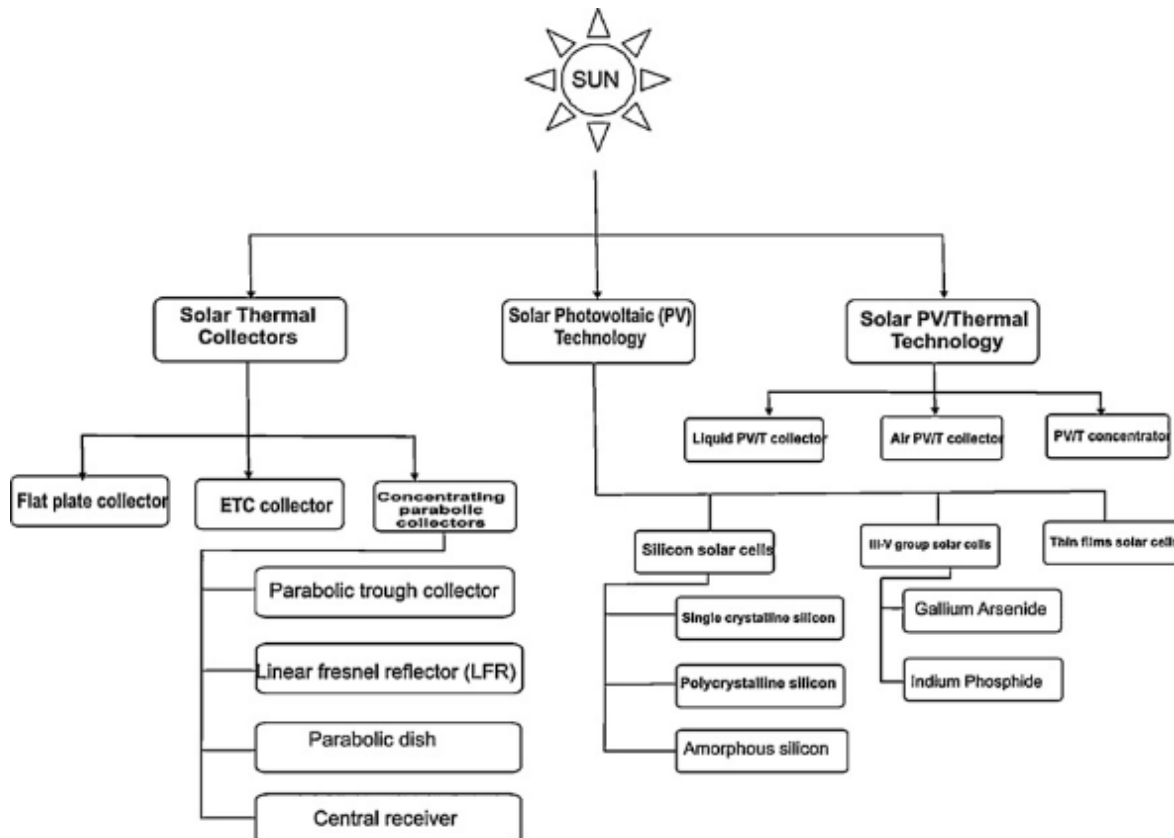 SUN
Solar Thermal
Collectors
Solar Photovoltaic (PV)
Technology
Solar PV/Thermal
Technology
Liquid PV/T collector
Air PV/T collector
PV/T concentrator
Flat plate collector
ETC collector
Concentrating
parabolic
collectors
Silicon solar cells
III-V group solar cells
Thin films solar cells
Parabolic trough collector
Linear fresnel reflector (LFR)
Parabolic dish
Central receiver
Single crystalline silicon
Polycrystalline silicon
Amorphous silicon
Gallium Arsenide
Indium Phosphide